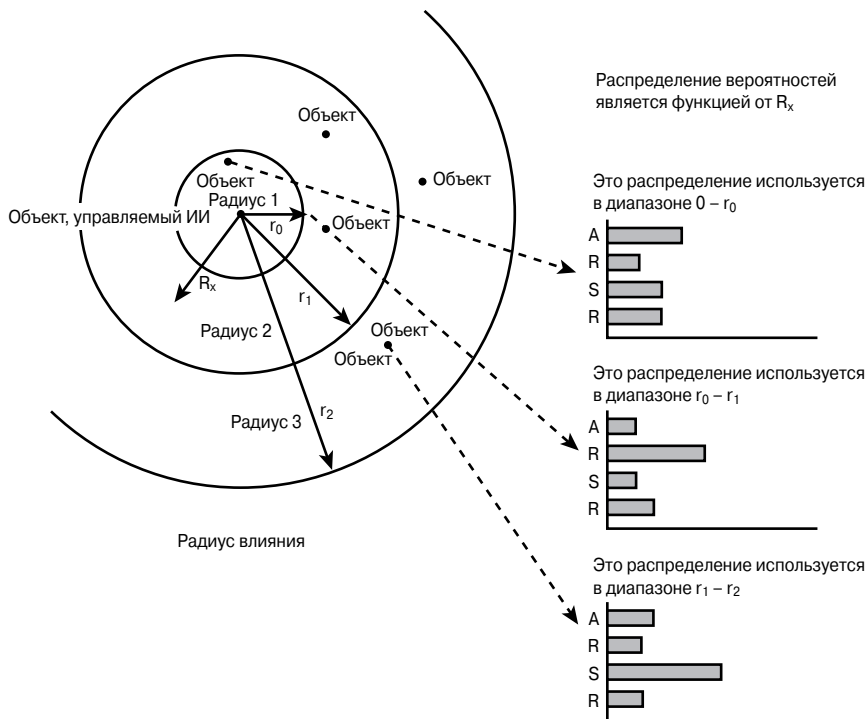 Распределение вероятностей
является функцией от Rx
Объект
Объект
Объект
Радиус 1
Объект, управляемый ИИ
r0
Объект
Rx
r1
Радиус 2
Объект
Объект
Радиус 3
r2
Радиус влияния
Это распределение используется
в диапазоне 0 – r0
A
R
S
R
Это распределение используется
в диапазоне r0 – r1
A
R
S
R
Это распределение используется
в диапазоне r1 – r2
A
R
S
R